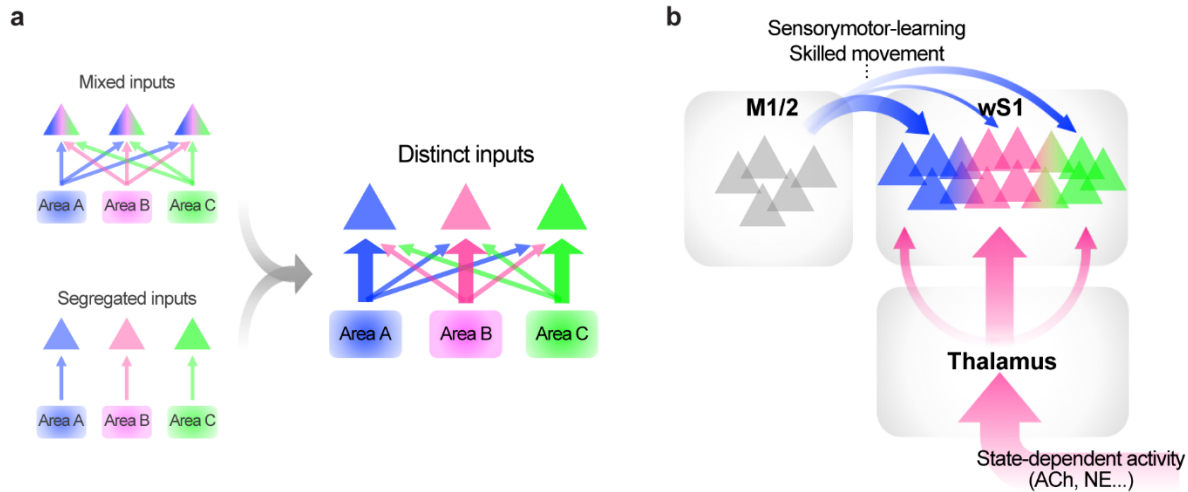 a
Mixed inputs
Area A
Area B
Area C
Segregated inputs
Area A
Area B
Area C
Distinct inputs
Area A
Area B
Area C
b
Sensorymotor-learning
Skilled movement
M1/2
wS1
Thalamus
State-dependent activity
(ACh, NE...)